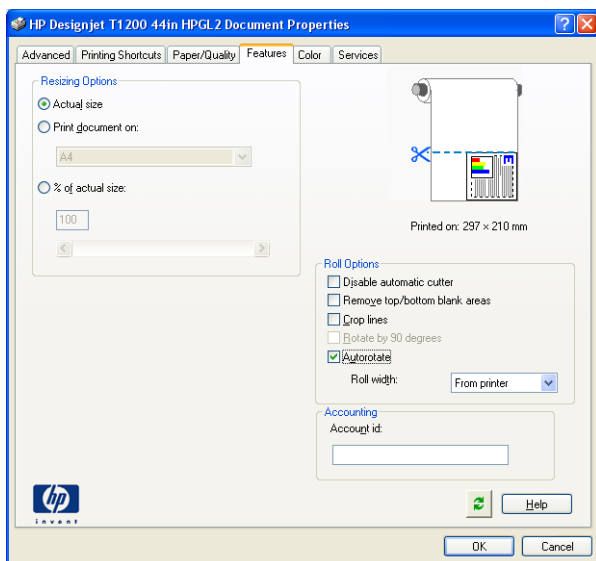 HP Designjet T1200 44in HPGL2 Document Properties
Advanced Printing Shortcuts Paper/Quality Features Color Services
Resizing Options
Actual size
Print document on:
A4
% of actual size:
100
Printed on: 297 × 210 mm
Roll Options
Disable automatic cutter
Remove top/bottom blank areas
Crop lines
Rotate by 90 degrees
Autorotate
Roll width: From printer
Accounting
Account id:
hp
invent
Help
OK Cancel